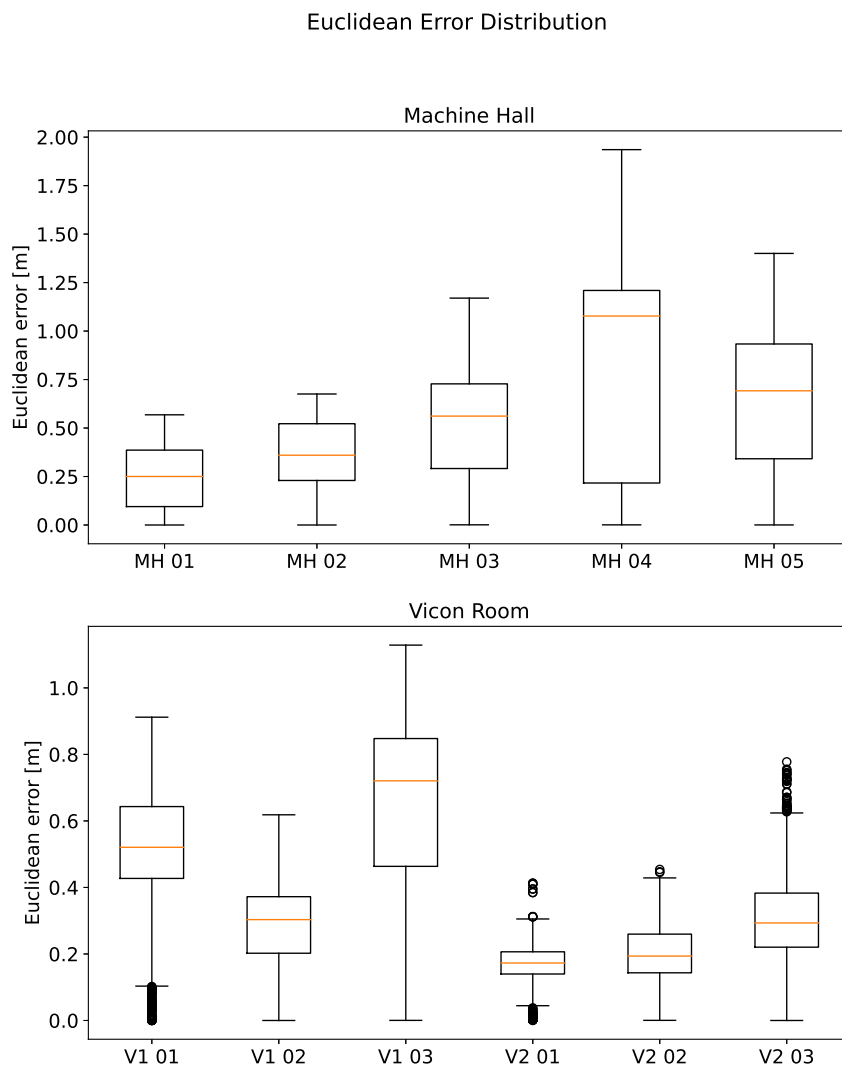 Euclidean Error Distribution
Machine Hall
Euclidean error [m]
2.00
1.75
1.50
1.25
1.00
0.75
0.50
0.25
0.00
MH 01 MH 02 MH 03 MH 04 MH 05
Vicon Room
Euclidean error [m]
1.0
0.8
0.6
0.4
0.2
0.0
V1 01 V1 02 V1 03 V2 01 V2 02 V2 03